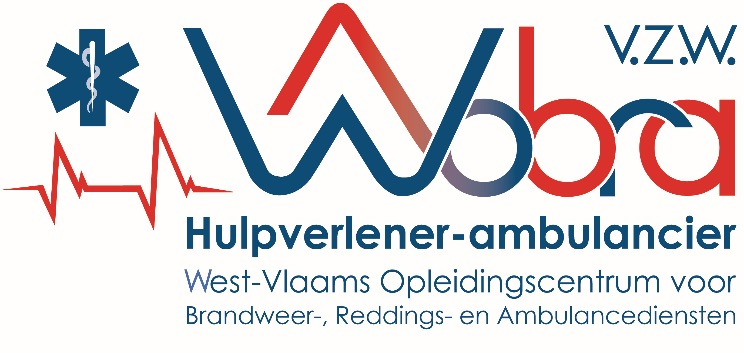 V.Z.W.
Wobra
Hulpverlener-ambulancier
West-Vlaams Opleidingscentrum voor
Brandweer-, Reddings- en Ambulancediensten